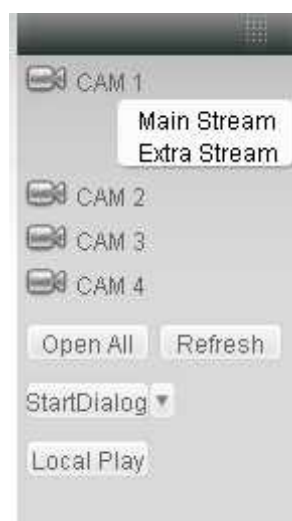 CAM 1
Main Stream
Extra Stream
CAM 2
CAM 3
CAM 4
Open All Refresh
StartDialog
Local Play